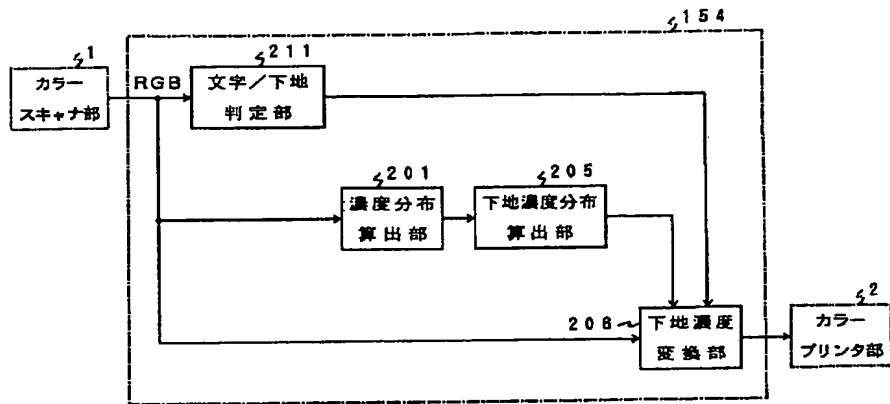 154
1
カラー
スキャナ部
RGB
211
文字／下地
判定部
201
濃度分布
算出部
205
下地濃度分布
算出部
206
下地濃度
変換部
2
カラー
プリンタ部